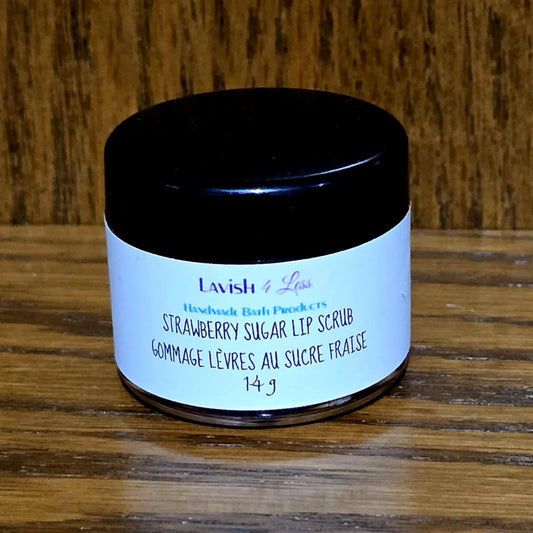 Lavish 4 Less
Handmade Bath Products
STRAWBERRY SUGAR LIP SCRUB
GOMMAGE LÈVRES AU SUCRE FRAISE
14 g